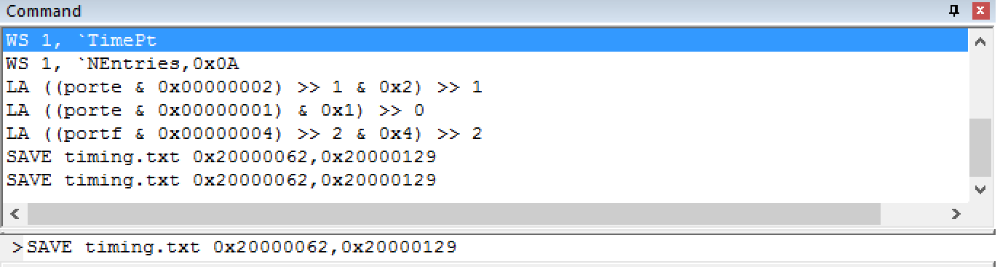 Command
WS 1, `TimePt
WS 1, `NEntries,0x0A
LA ((porte & 0x00000002) >> 1 & 0x2) >> 1
LA ((porte & 0x00000001) & 0x1) >> 0
LA ((portf & 0x00000004) >> 2 & 0x4) >> 2
SAVE timing.txt 0x20000062,0x20000129
SAVE timing.txt 0x20000062,0x20000129
>SAVE timing.txt 0x20000062,0x20000129